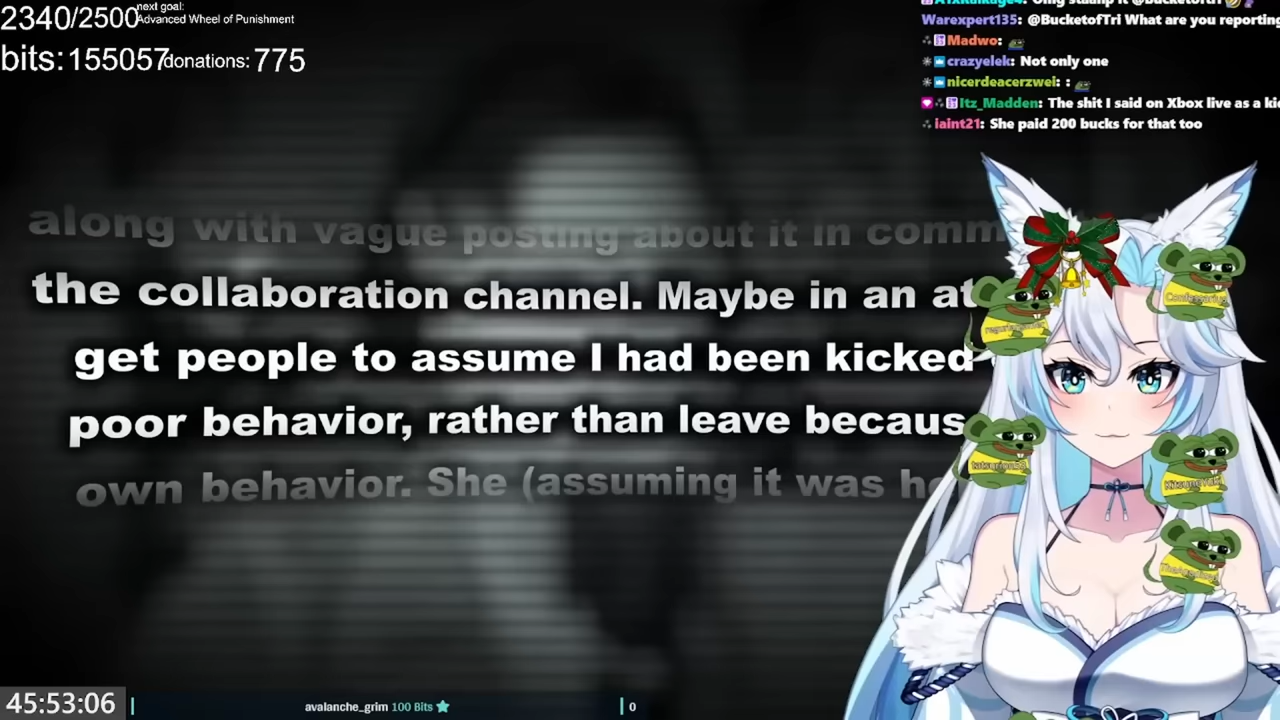 2340/2500
next goal:
Advanced Wheel of Punishment
bits:155057
donations: 775
Warexpert135: @BucketofTri What are you reporting
Madwo:
crazyelek: Not only one
nicerdeacerzwei: :
Itz_Madden: The shit I said on Xbox live as a
iaint21: She paid 200 bucks for that too
along with vague posting about it in comm
the collaboration channel. Maybe in an at
get people to assume I had been kicked
poor behavior, rather than leave becaus
own behavior. She (assuming it was
45:53:06
avalanche_grim 100 Bits
0